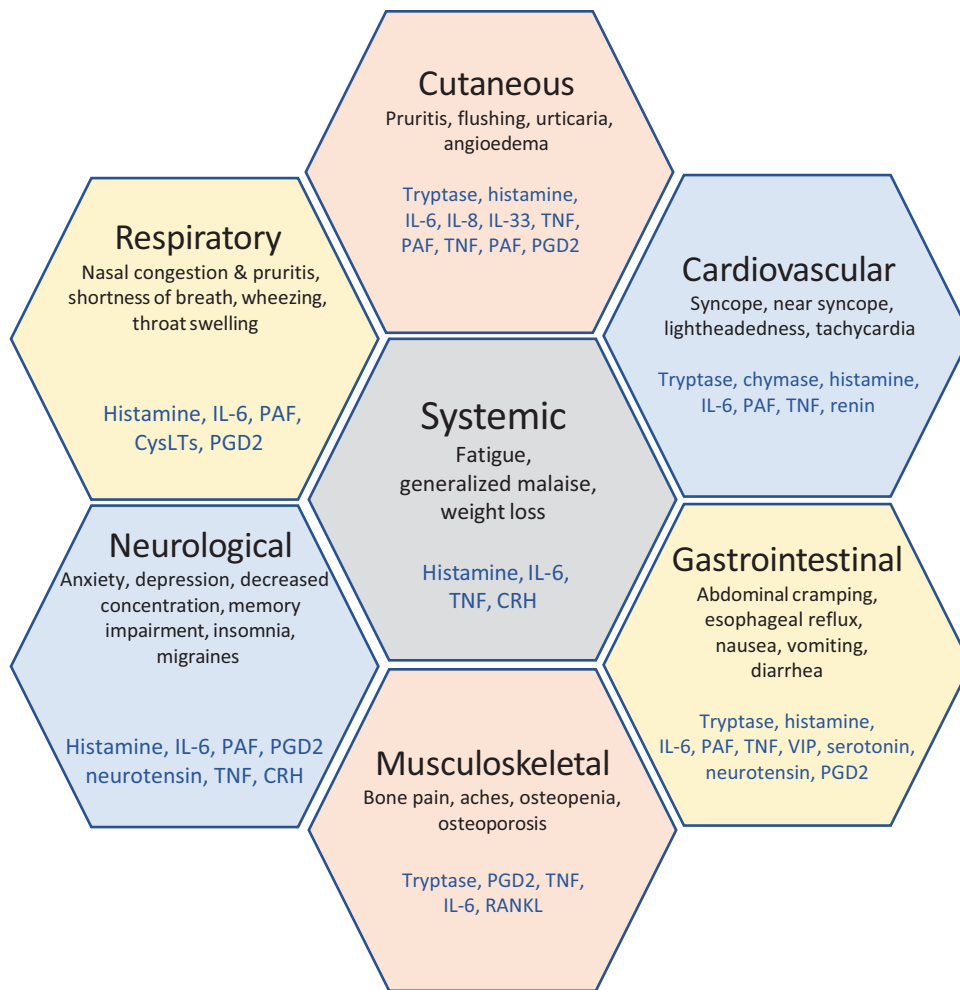 Cutaneous
Pruritis, flushing, urticaria,
angioedema
Tryptase, histamine,
IL-6, IL-8, IL-33, TNF,
PAF, TNF, PAF, PGD2
Respiratory
Nasal congestion & pruritis,
shortness of breath, wheezing,
throat swelling
Histamine, IL-6, PAF,
CysLTs, PGD2
Cardiovascular
Syncope, near syncope,
lightheadedness, tachycardia
Tryptase, chymase, histamine,
IL-6, PAF, TNF, renin
Systemic
Fatigue,
generalized malaise,
weight loss
Histamine, IL-6,
TNF, CRH
Neurological
Anxiety, depression, decreased
concentration, memory
impairment, insomnia,
migraines
Histamine, IL-6, PAF, PGD2
neurotensin, TNF, CRH
Gastrointestinal
Abdominal cramping,
esophageal reflux,
nausea, vomiting,
diarrhea
Tryptase, histamine,
IL-6, PAF, TNF, VIP, serotonin,
neurotensin, PGD2
Musculoskeletal
Bone pain, aches, osteopenia,
osteoporosis
Tryptase, PGD2, TNF,
IL-6, RANKL